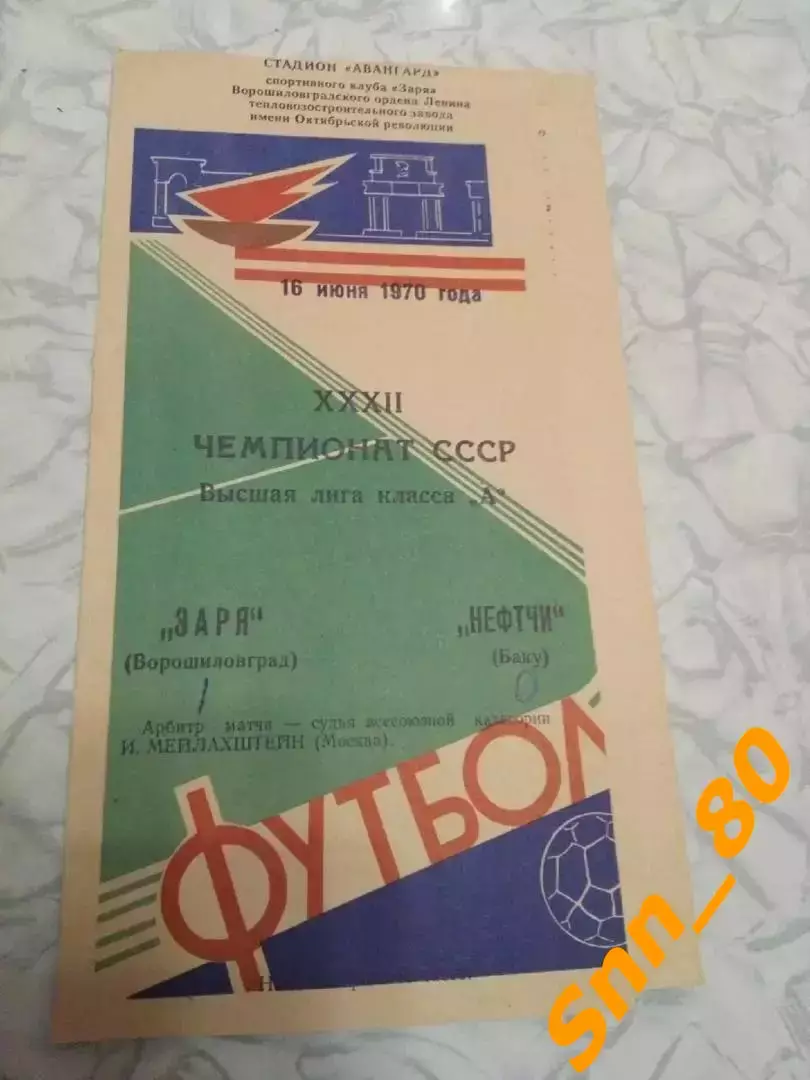 СТАДИОН «АВАНГАРД»
спортивного клуба «Заря»
Ворошиловградского ордена Ленина
тепловозостроительного завода
имени Октябрьской революции
16 июня 1970 года
XXXII
ЧЕМПИОНАТ СССР
Высшая лига класса „А"
„ЗАРЯ" „НЕФТЧИ"
(Ворошиловград) (Баку)
1 0
Арбитр матча — судья всесоюзной категории
И. МЕЙЛАХШТЕЙН (Москва).
ФУТБОЛ
Snn_80